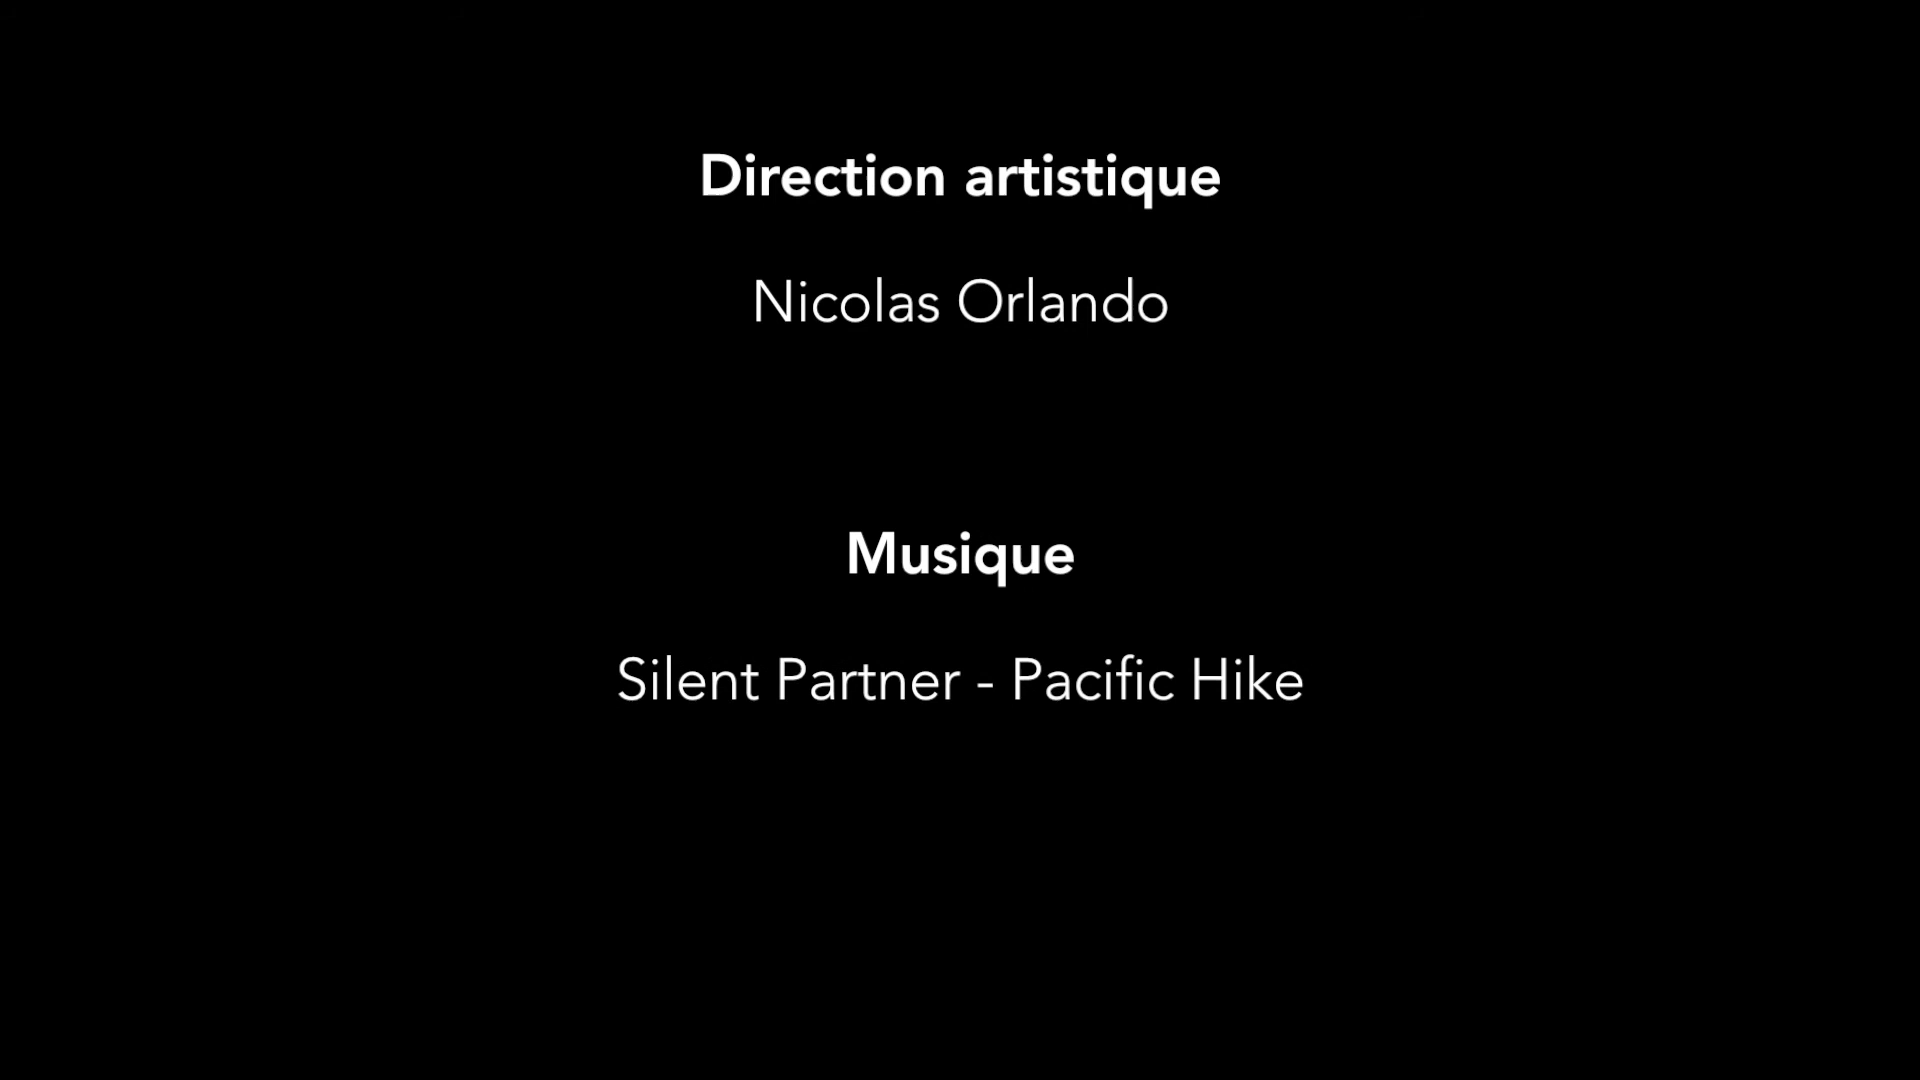 Direction artistique
Nicolas Orlando
Musique
Silent Partner - Pacific Hike